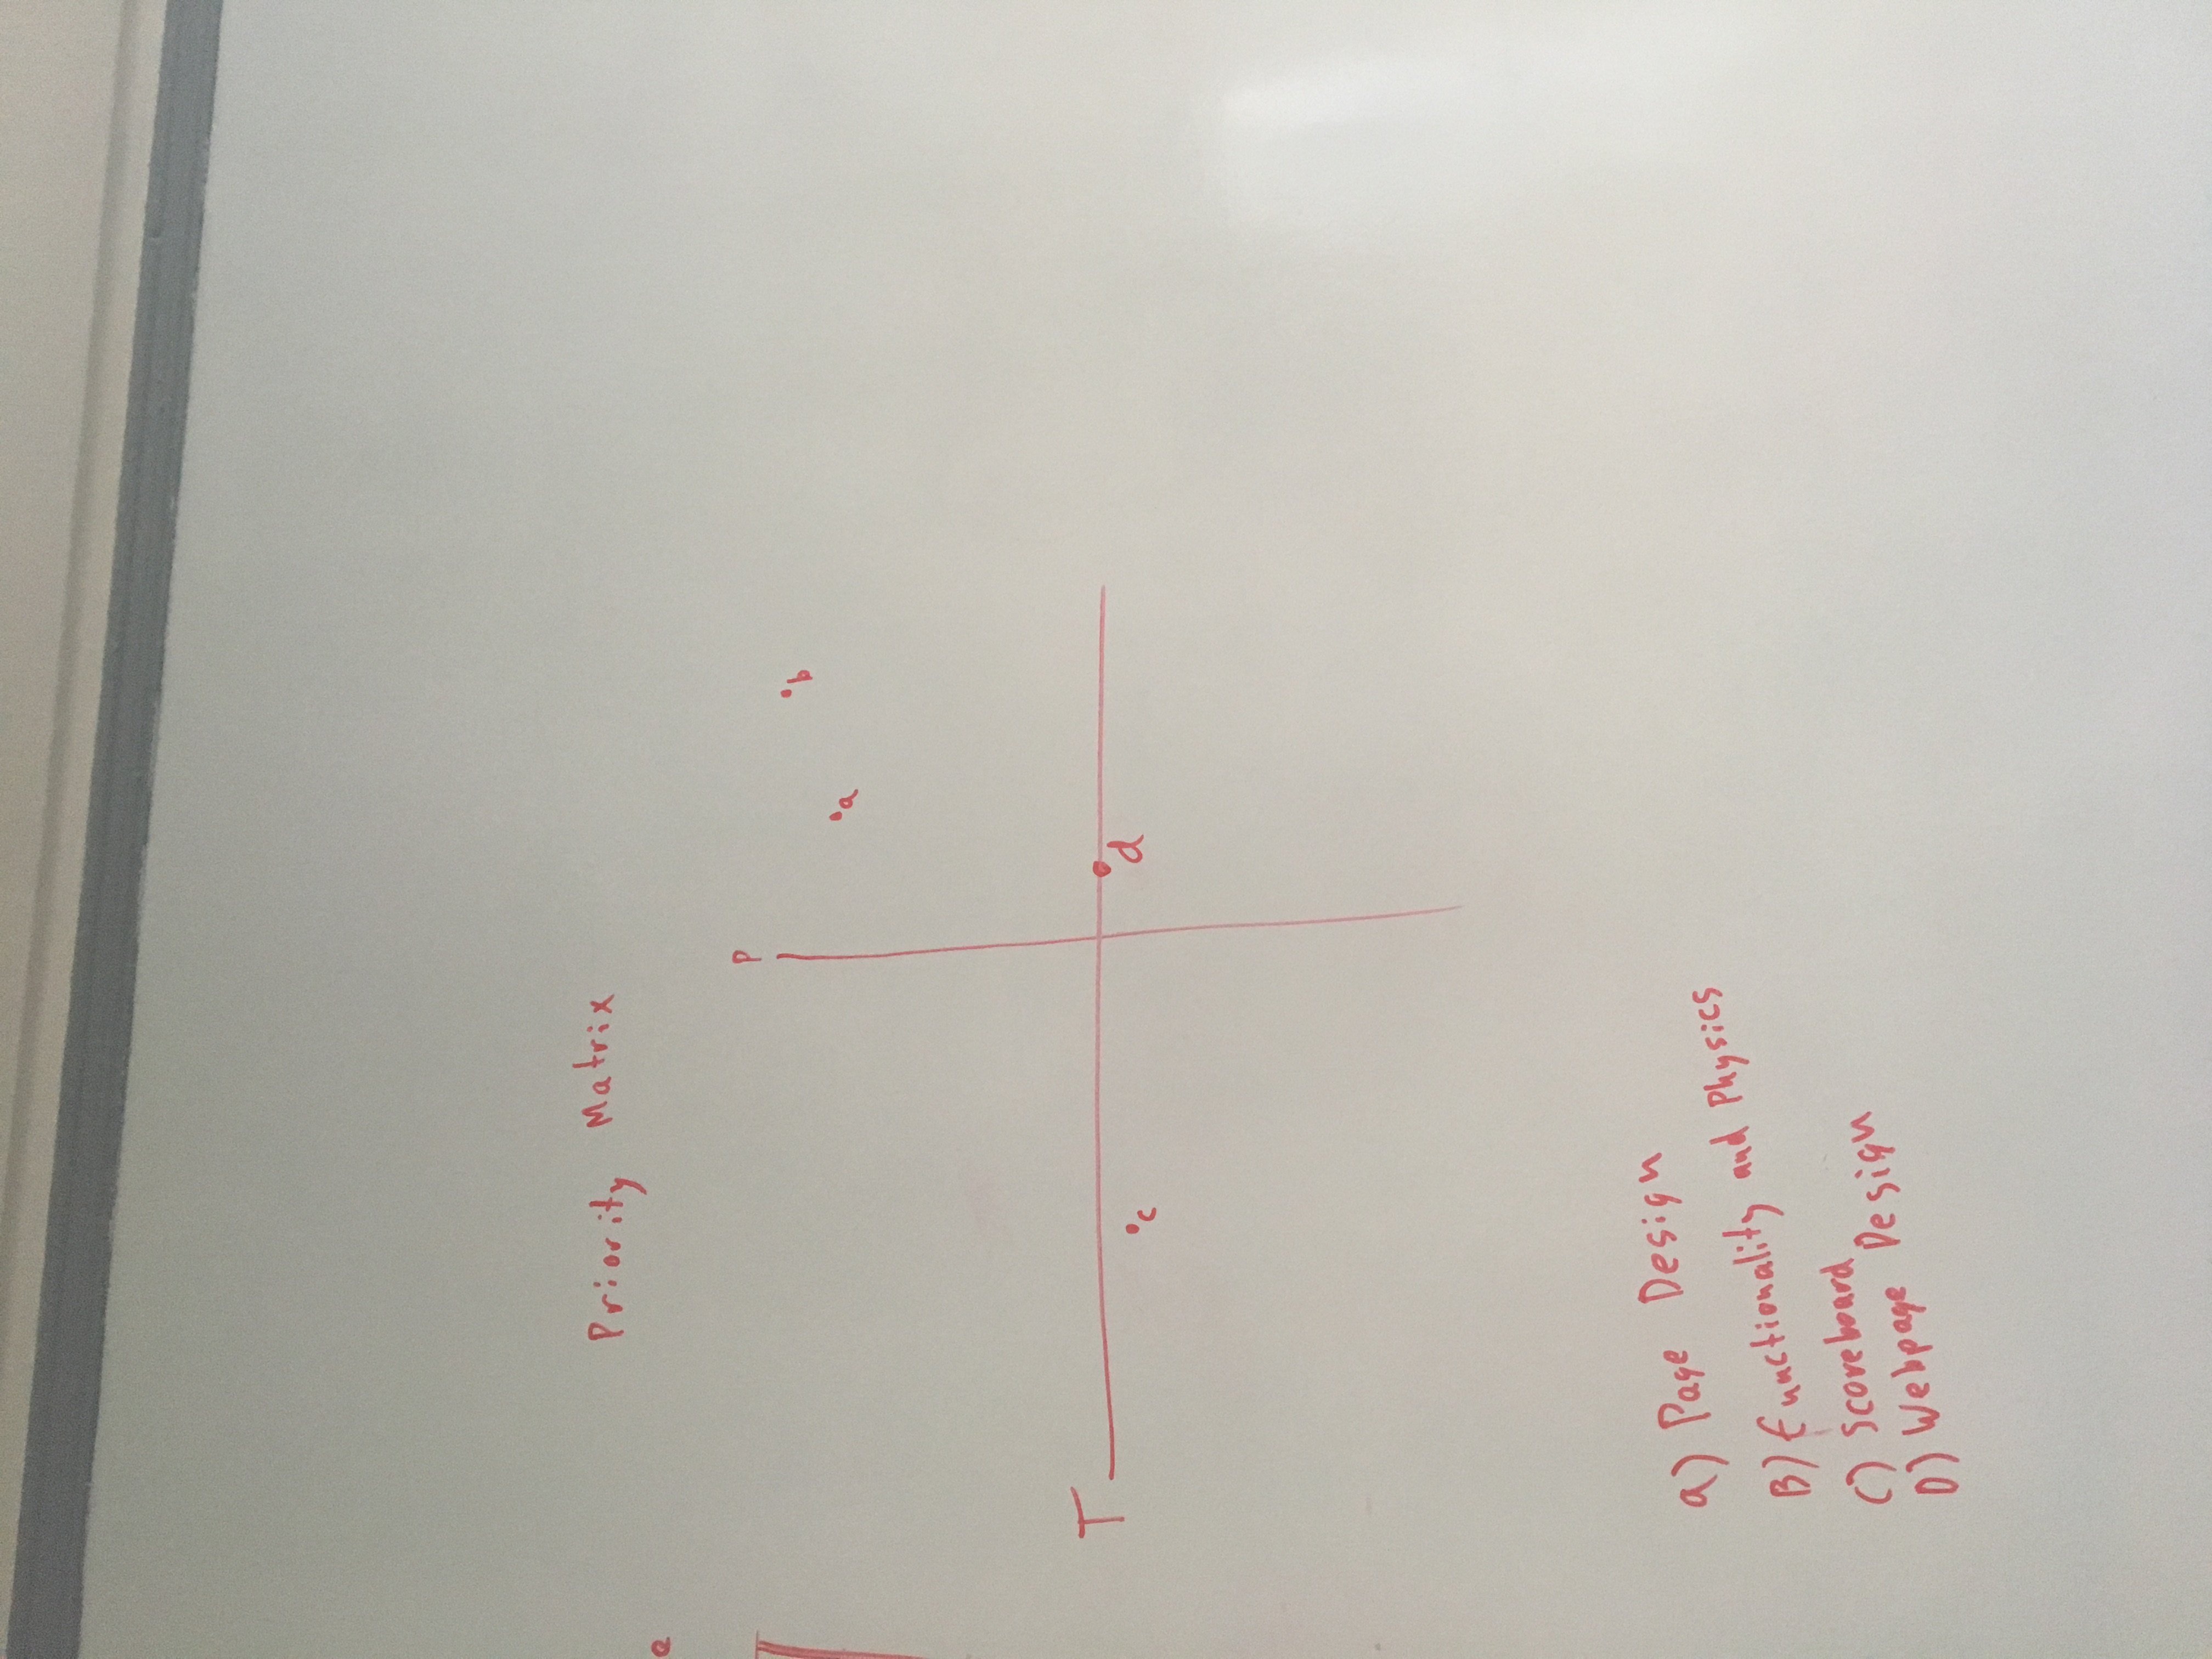 Priority Matrix
e
P
b
a
T
d
c
a) Page Design
B) functionality and Physics
C) Scoreboard
D) Webpage Design